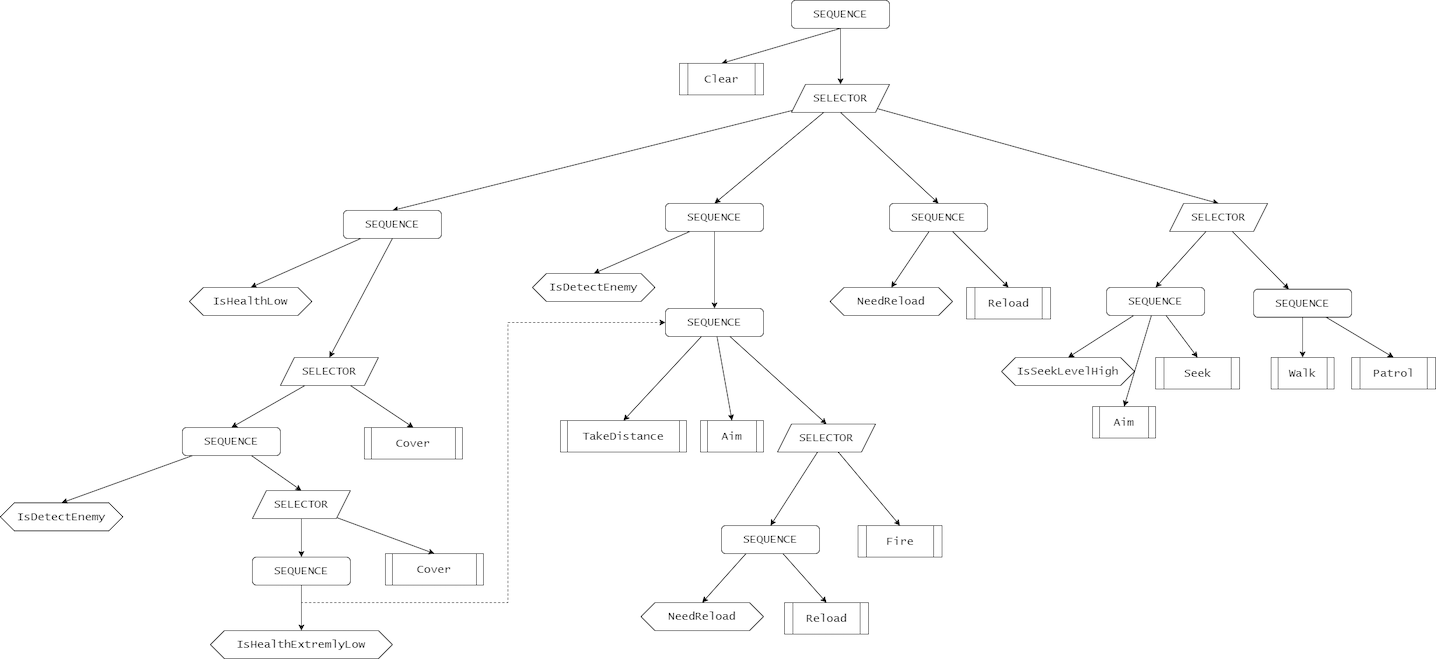 SEQUENCE
Clear
SELECTOR
SEQUENCE
SEQUENCE
SEQUENCE
SELECTOR
IsHealthLow
IsDetectEnemy
NeedReload
Reload
SEQUENCE
SEQUENCE
SEQUENCE
SELECTOR
IsSeekLevelHigh
Seek
Walk
Patrol
Aim
SEQUENCE
Cover
TakeDistance
Aim
SELECTOR
IsDetectEnemy
SELECTOR
SEQUENCE
Fire
SEQUENCE
Cover
NeedReload
Reload
IsHealthExtremlyLow